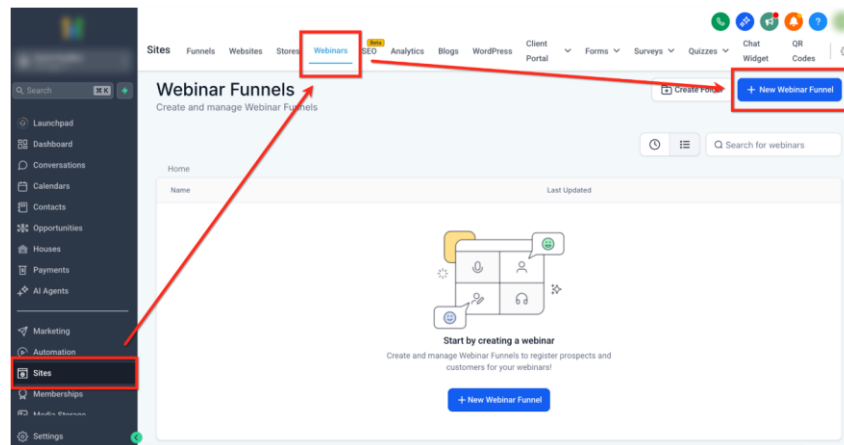 Sites
Funnels
Websites
Stores
Webinars
Beta
SEO
Analytics
Blogs
WordPress
Client
Portal
Forms
Surveys
Quizzes
Chat
Widget
QR
Codes
Search
⌘ K
Launchpad
Dashboard
Conversations
Calendars
Contacts
Opportunities
Houses
Payments
AI Agents
Marketing
Automation
Sites
Memberships
Media Storage
Settings
Webinar Funnels
Create and manage Webinar Funnels
Create Folder
+ New Webinar Funnel
Search for webinars
Home
Name
Last Updated
Start by creating a webinar
Create and manage Webinar Funnels to register prospects and
customers for your webinars!
+ New Webinar Funnel